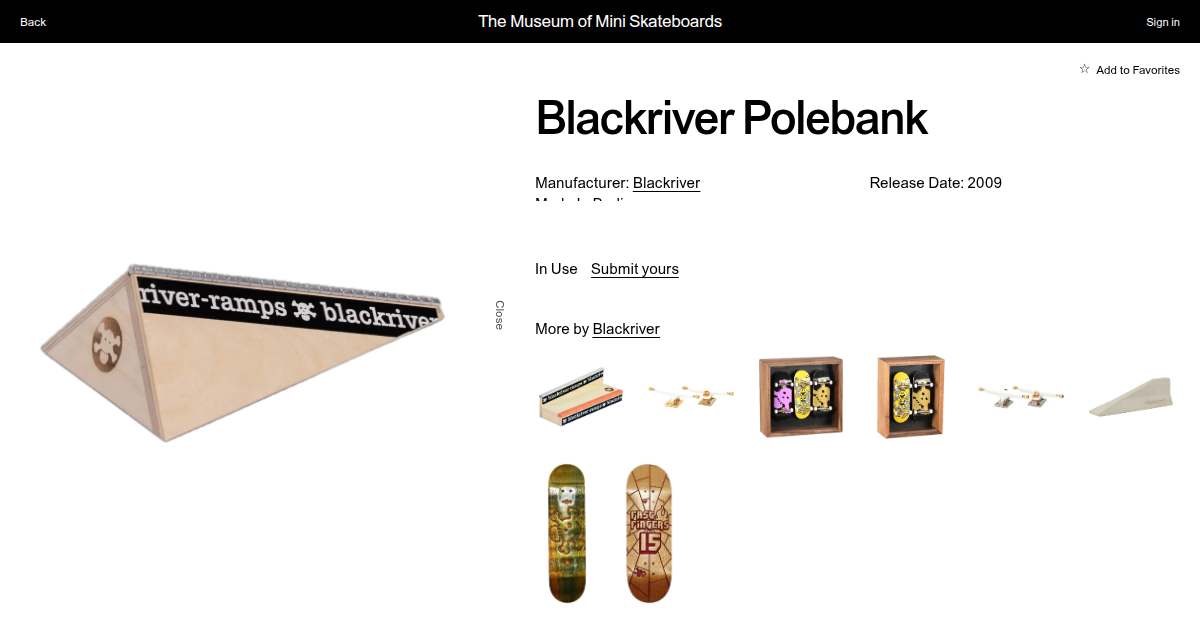 Back
The Museum of Mini Skateboards
Sign in
☆ Add to Favorites
Blackriver Polebank
Manufacturer: Blackriver
Release Date: 2009
river-ramps blackriver
Close
In Use Submit yours
More by Blackriver
FAST
FINGERS
15